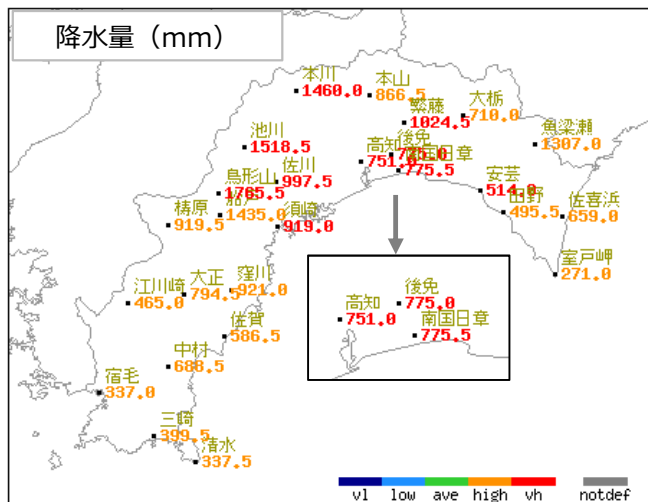 降水量（mm）
本川
1460.0
本山
866.5
繁藤
1024.5
大栃
710.0
魚梁瀬
1307.0
池川
1518.5
高知
751.0
後免
775.0
南国日章
775.5
佐川
997.5
鳥形山
1765.5
船戸
1435.0
梼原
919.5
須崎
919.0
安芸
514.0
田野
495.5
佐喜浜
659.0
室戸岬
271.0
江川崎
465.0
大正
794.5
窪川
921.0
佐賀
586.5
後免
775.0
高知
751.0
南国日章
775.5
中村
688.5
宿毛
337.0
三崎
399.5
清水
337.5
vl low ave high vh notdef